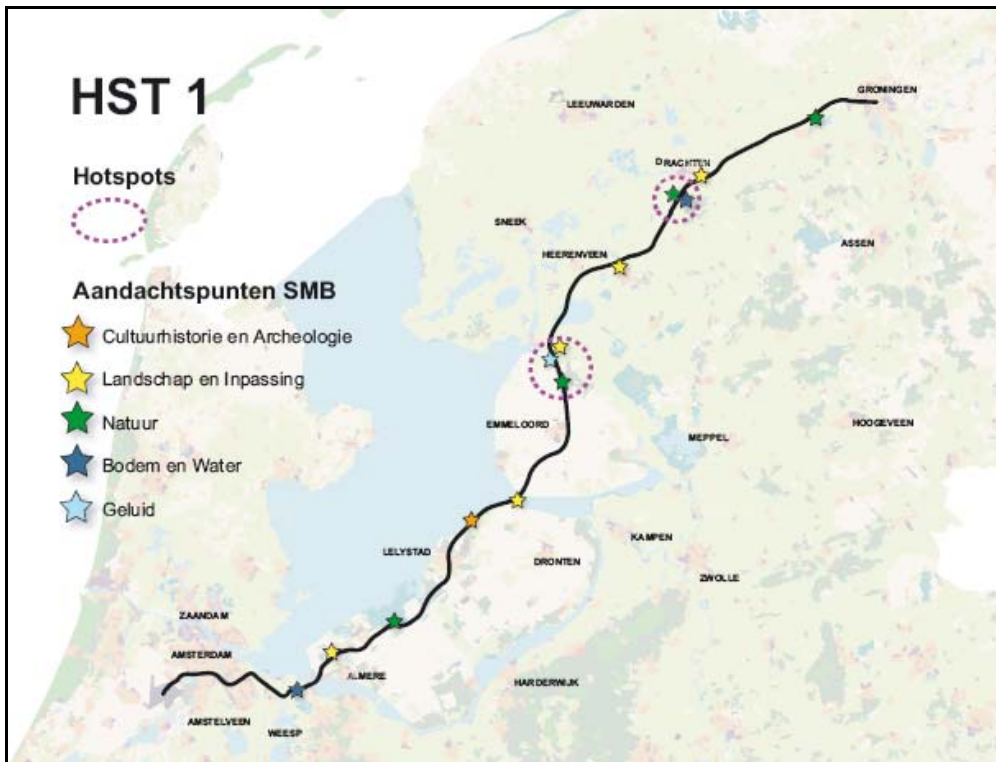 HST 1
Hotspots
Aandachtspunten SMB
Cultuurhistorie en Archeologie
Landschap en Inpassing
Natuur
Bodem en Water
Geluid
GRONINGEN
LEEUWARDEN
DRACHTEN
SNEEK
ASSEN
HEERENVEEN
EMMELOORD
HOOGEVEEN
MEPPEL
KAMPEN
LELYSTAD
DRONTEN
ZWOLLE
ZAANDAM
AMSTERDAM
ALMERE
HARDERWIJK
AMSTELVEEN
WEESP